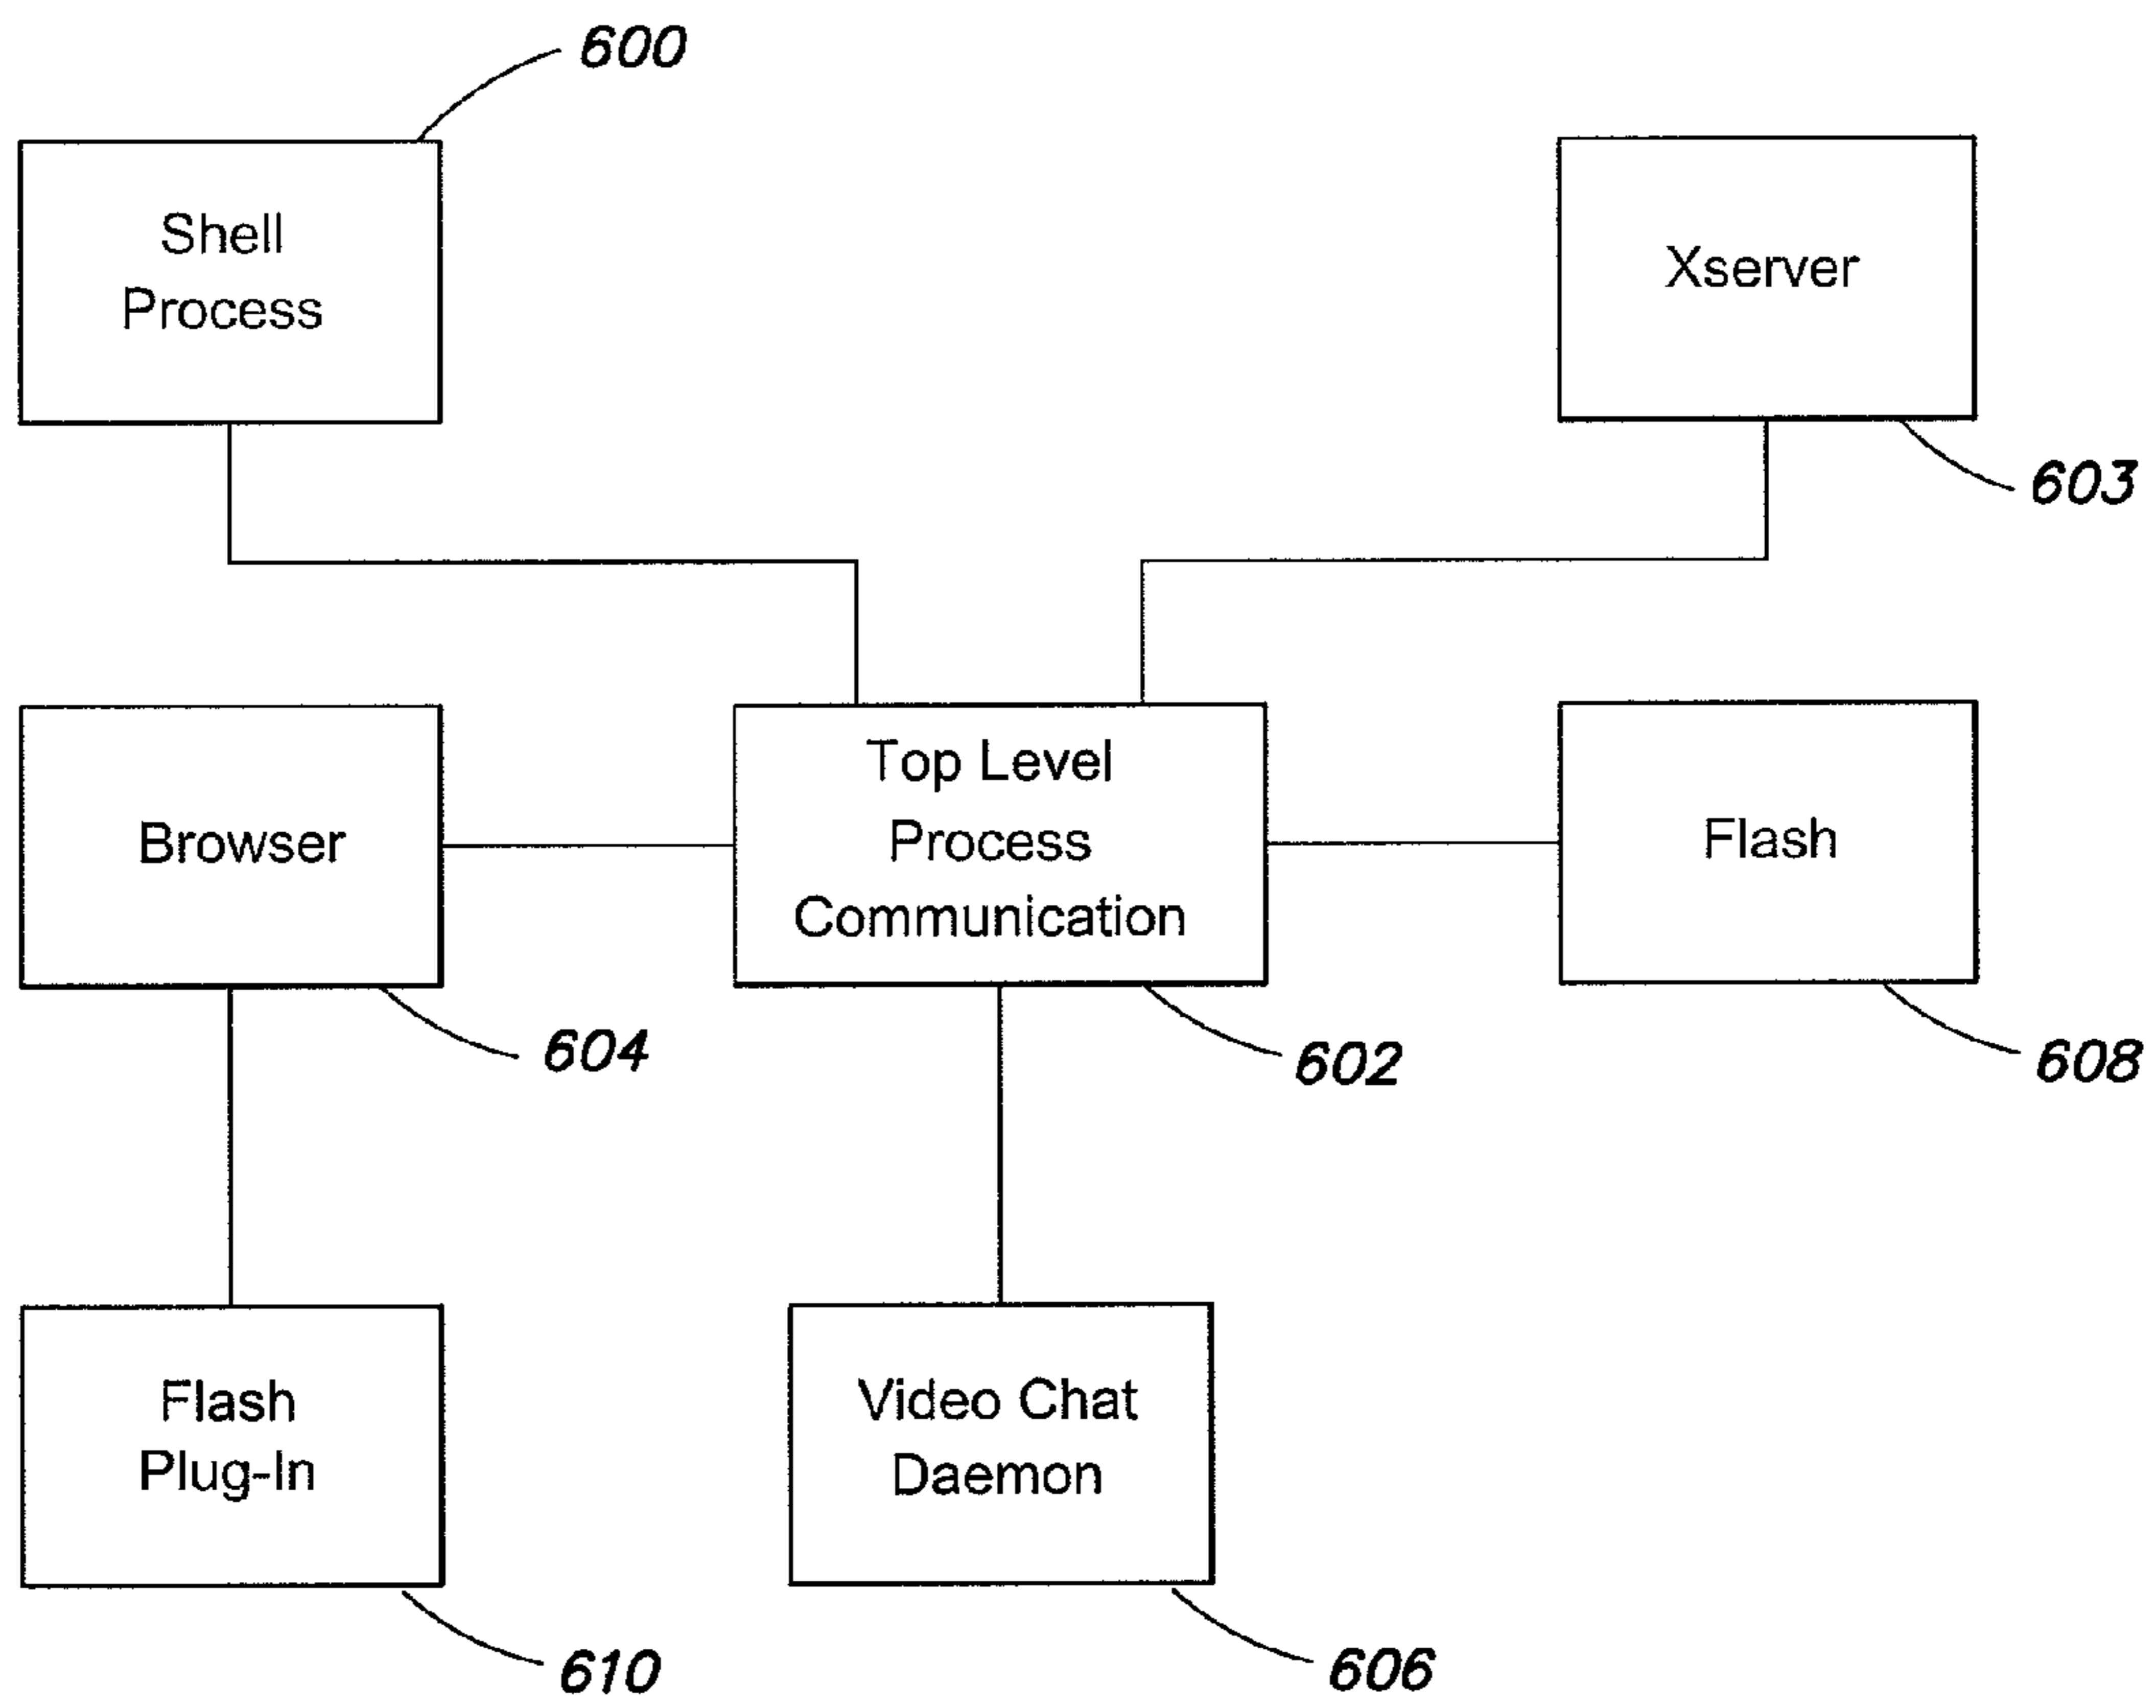 600
Shell
Process
Xserver
603
Browser
604
Top Level
Process
Communication
602
Flash
608
Flash
Plug-In
610
Video Chat
Daemon
606